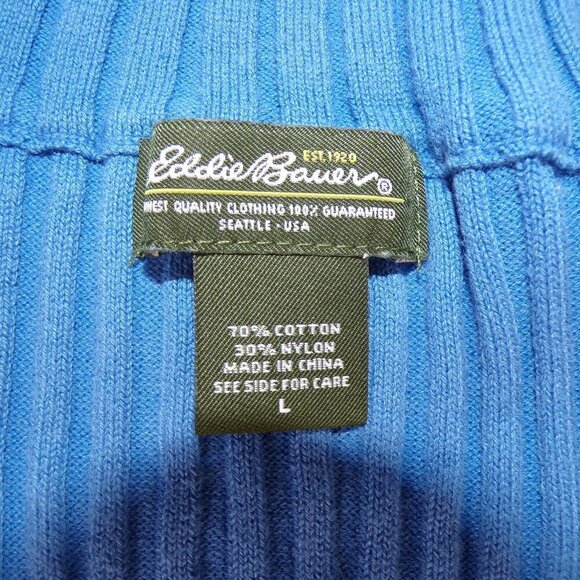 EST. 1920
Eddie Bauer®
QUALITY CLOTHING 100% GUARANTEED
SEATTLE · USA
70% COTTON
30% NYLON
MADE IN CHINA
SEE SIDE FOR CARE
L